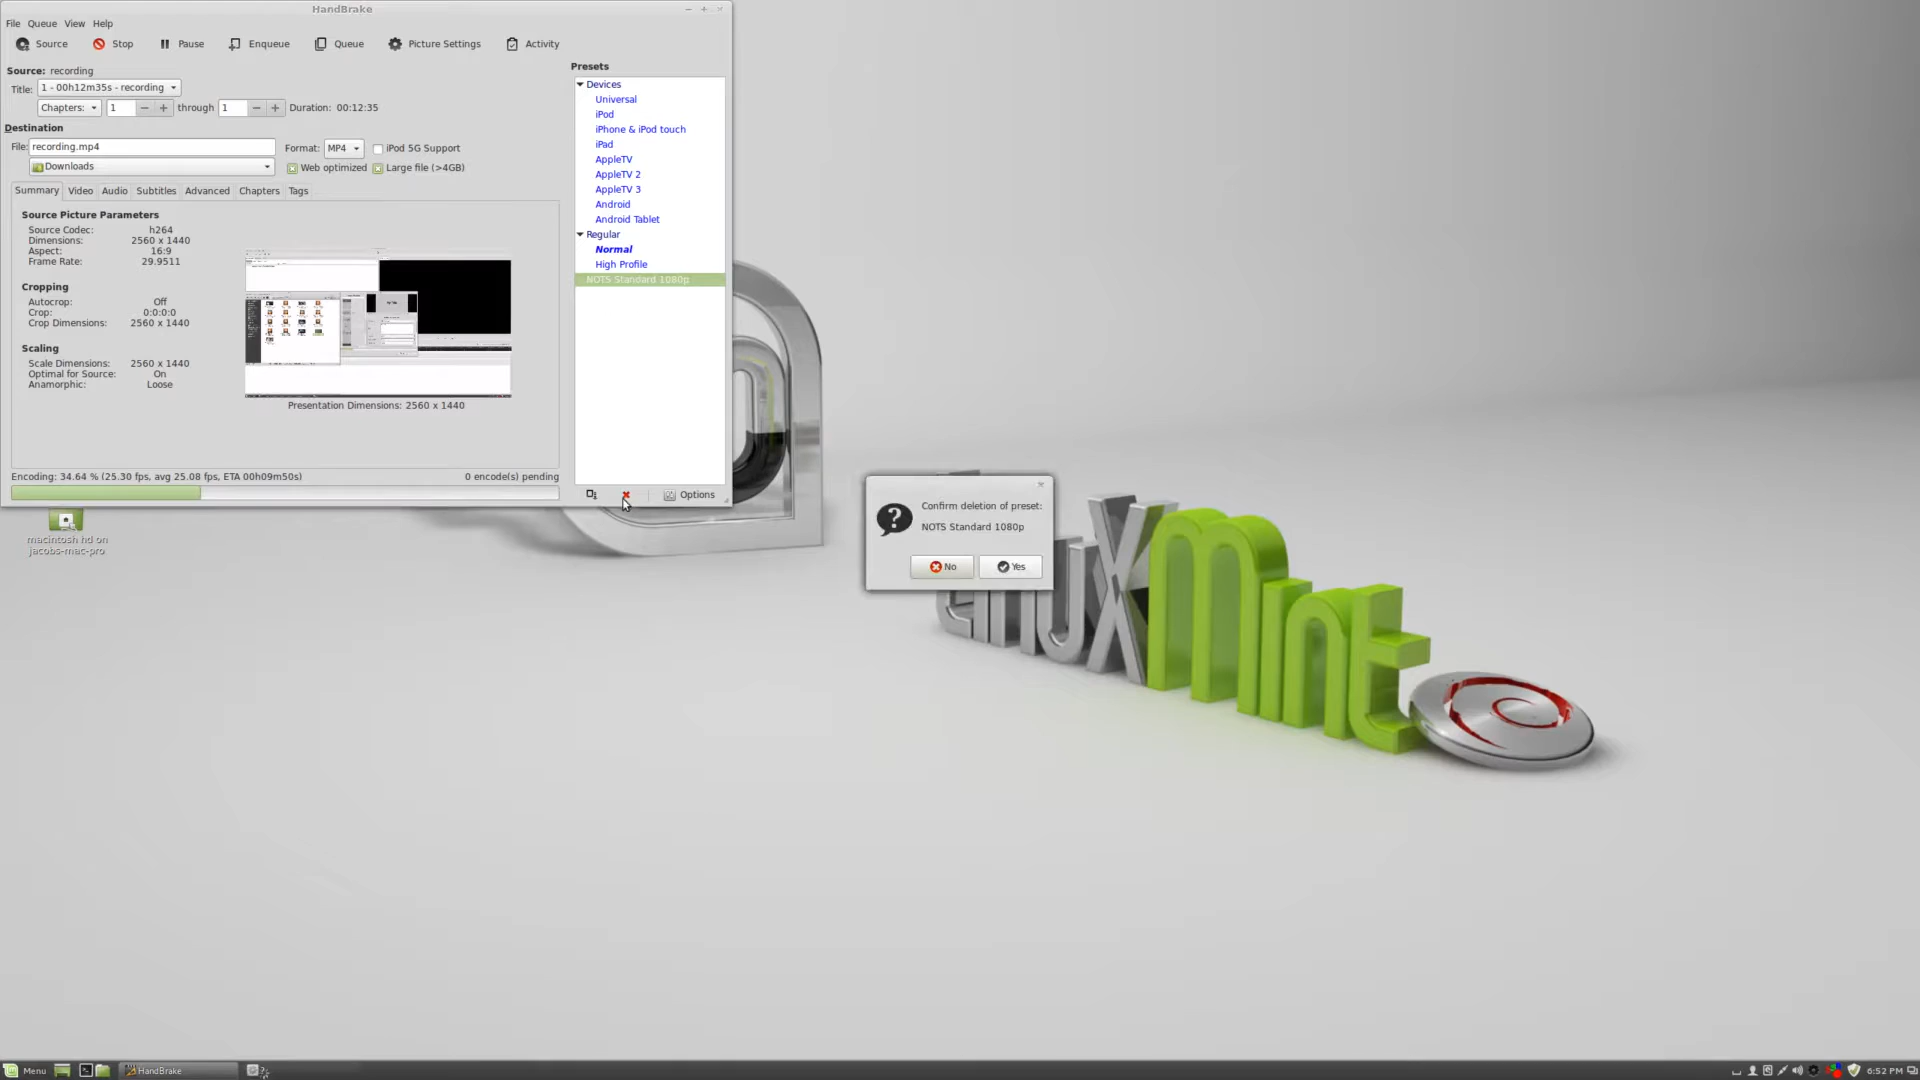 HandBrake
File Queue View Help
Source Stop Pause Enqueue Queue Picture Settings Activity
Source: recording
Title: 1 - 00h12m35s - recording
Chapters: 1 through 1 Duration: 00:12:35
Destination
File: recording.mp4 Format: MP4 iPod 5G Support
Downloads Web optimized Large file (>4GB)
Summary Video Audio Subtitles Advanced Chapters Tags
Source Picture Parameters
Source Codec: h264
Dimensions: 2560 x 1440
Aspect: 16:9
Frame Rate: 29.9511
Cropping
Autocrop: Off
Crop: 0:0:0:0
Crop Dimensions: 2560 x 1440
Scaling
Scale Dimensions: 2560 x 1440
Optimal for Source: On
Anamorphic: Loose
Presentation Dimensions: 2560 x 1440
Encoding: 34.64 % (25.30 fps, avg 25.08 fps, ETA 00h09m50s) 0 encode(s) pending
Presets
Devices
Universal
iPod
iPhone & iPod touch
iPad
AppleTV
AppleTV 2
AppleTV 3
Android
Android Tablet
Regular
Normal
High Profile
NOTS Standard 1080p
Options
macintosh hd on
jacobs-mac-pro
Confirm deletion of preset:
NOTS Standard 1080p
No Yes
LinuxMint
Menu HandBrake 6:52 PM